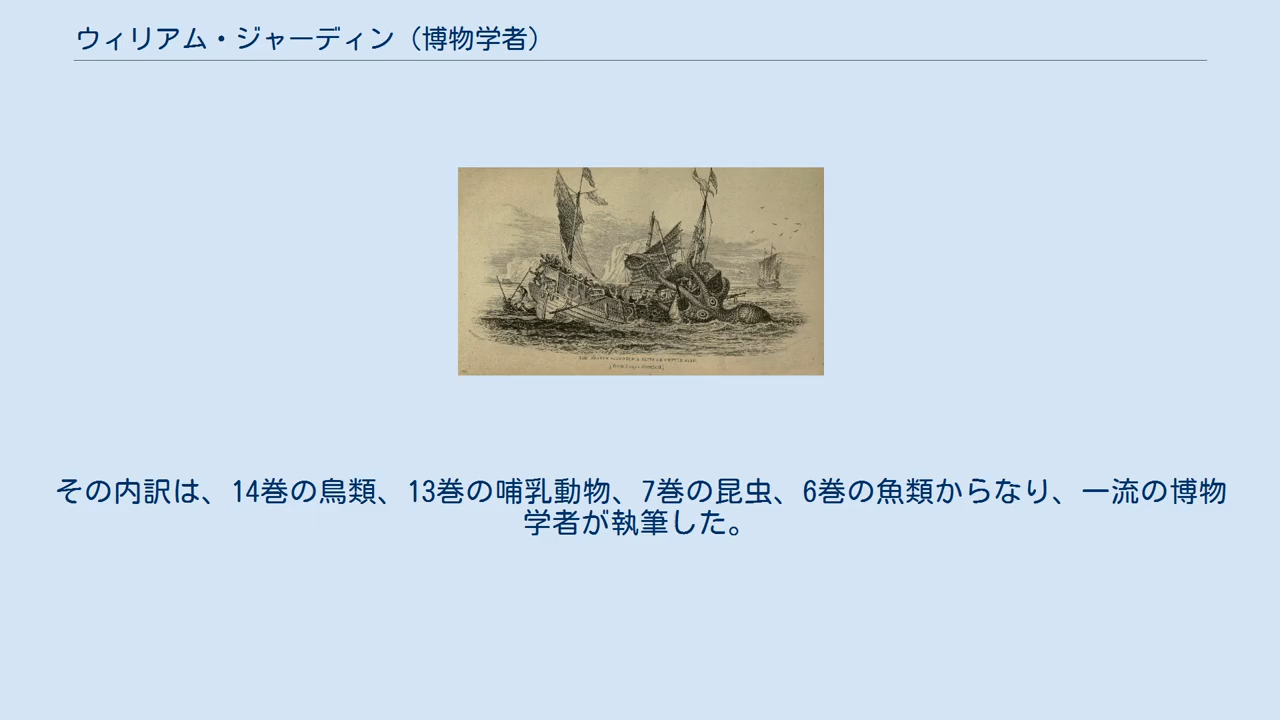 ウィリアム・ジャーディン（博物学者）
その内訳は、14巻の鳥類、13巻の哺乳動物、7巻の昆虫、6巻の魚類からなり、一流の博物
学者が執筆した。